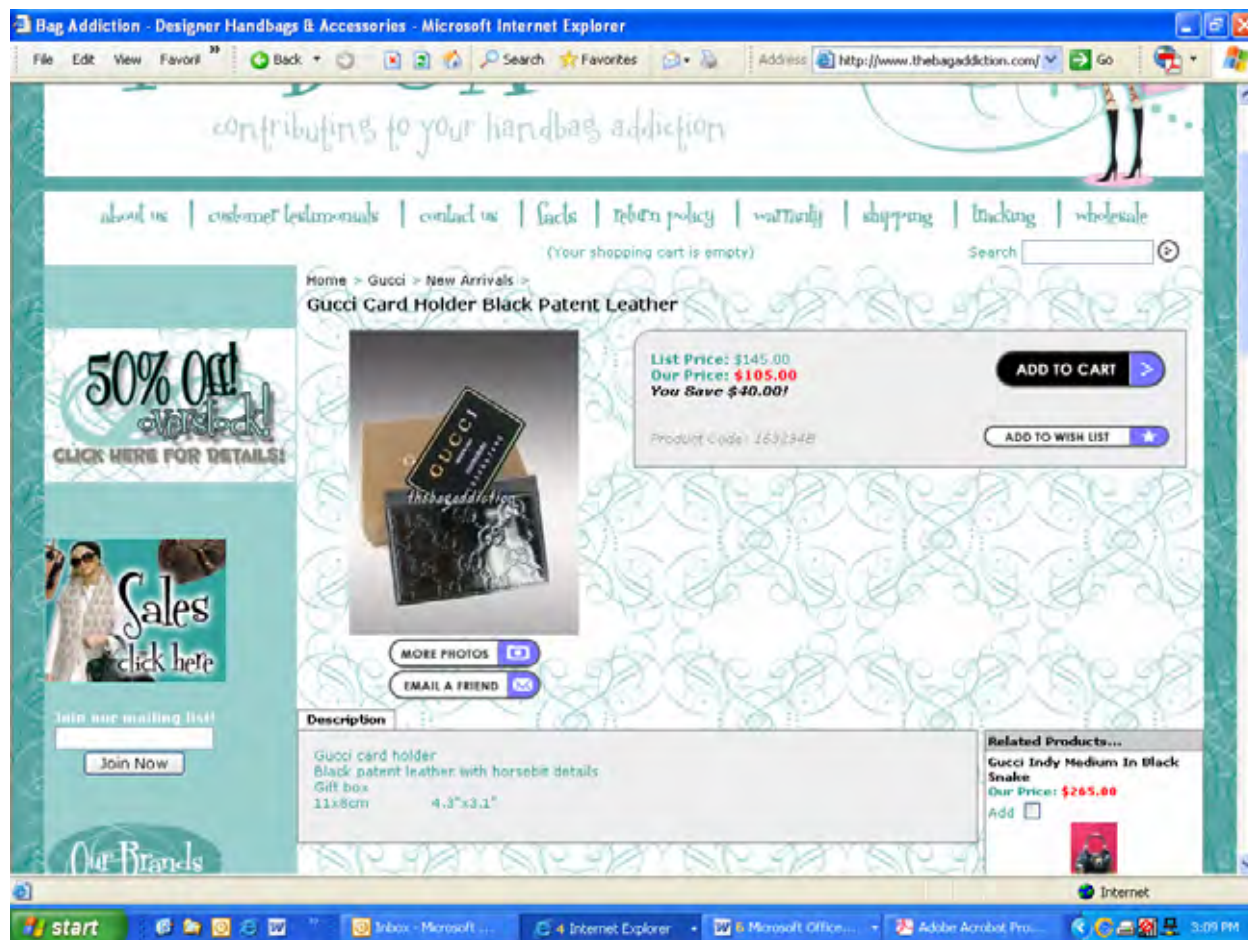 Bag Addiction - Designer Handbags & Accessories - Microsoft Internet Explorer
File Edit View Favorit » Back Search Favorites Address http://www.thebagaddiction.com/ Go
contributing to your handbag addiction
about us | customer testimonials | contact us | facts | return policy | warranty | shipping | tracking | wholesale
(Your shopping cart is empty)
Search
Home > Gucci > New Arrivals >
Gucci Card Holder Black Patent Leather
50% Off!
overstock!
CLICK HERE FOR DETAILS!
List Price: $145.00
Our Price: $105.00
You Save $40.00!
ADD TO CART
Product Code: 163234B
ADD TO WISH LIST
GUCCI
thebagaddiction
Sales
click here
MORE PHOTOS
EMAIL A FRIEND
Join our mailing list!
Join Now
Description
Gucci card holder
Black patent leather with horsebit details
Gift box
11x8cm 4.3"x3.1"
Related Products...
Gucci Indy Medium In Black
Snake
Our Price: $265.00
Add
Our Brands
Internet
start
Inbox - Microsoft ...
4 Internet Explorer
6 Microsoft Office...
Adobe Acrobat Pro...
3:09 PM